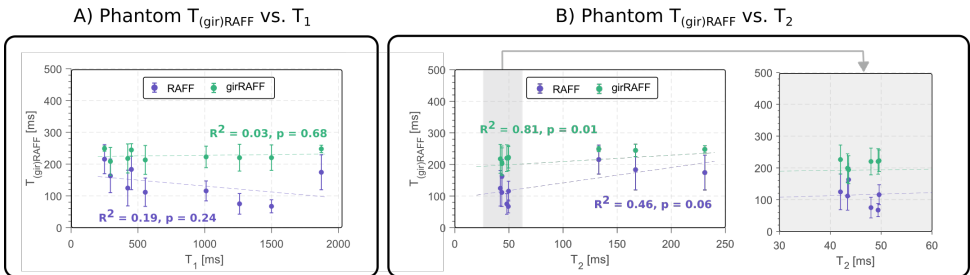 A) Phantom T(gir)RAFF vs. T1
B) Phantom T(gir)RAFF vs. T2
500
400
300
200
100
0
T(gir)RAFF [ms]
RAFF
girRAFF
R2 = 0.03, p = 0.68
R2 = 0.19, p = 0.24
0
500
1000
1500
2000
T1 [ms]
500
400
300
200
100
0
T(gir)RAFF [ms]
RAFF
girRAFF
R2 = 0.81, p = 0.01
R2 = 0.46, p = 0.06
0
50
100
150
200
250
T2 [ms]
500
400
300
200
100
0
30
40
50
60
T2 [ms]